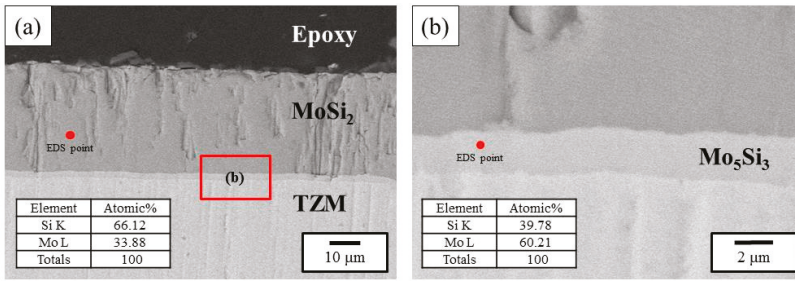 (a)
Epoxy
MoSi2
EDS point
(b)
TZM
Element Atomic%
Si K 66.12
Mo L 33.88
Totals 100
10 μm
(b)
EDS point
Mo5Si3
Element Atomic%
Si K 39.78
Mo L 60.21
Totals 100
2 μm